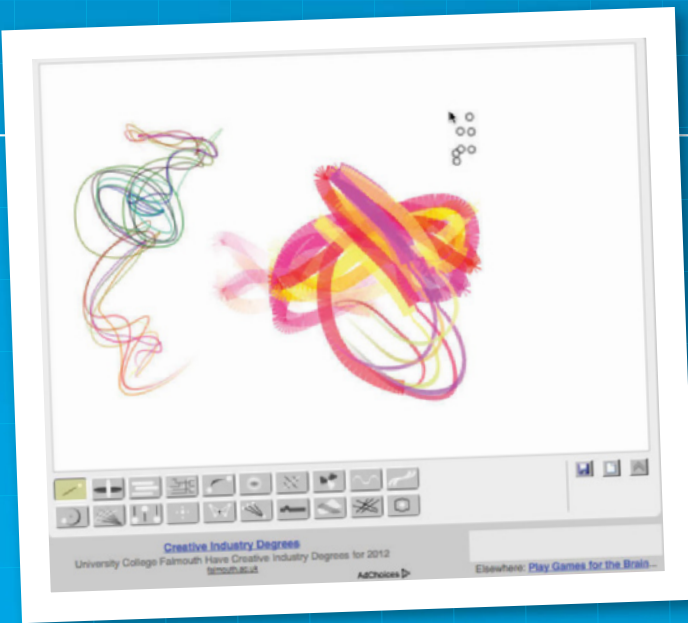 Creative Industry Degrees
University College Falmouth Have Creative Industry Degrees for 2012
falmouth.ac.uk
AdChoices
Elsewhere: Play Games for the Brain...